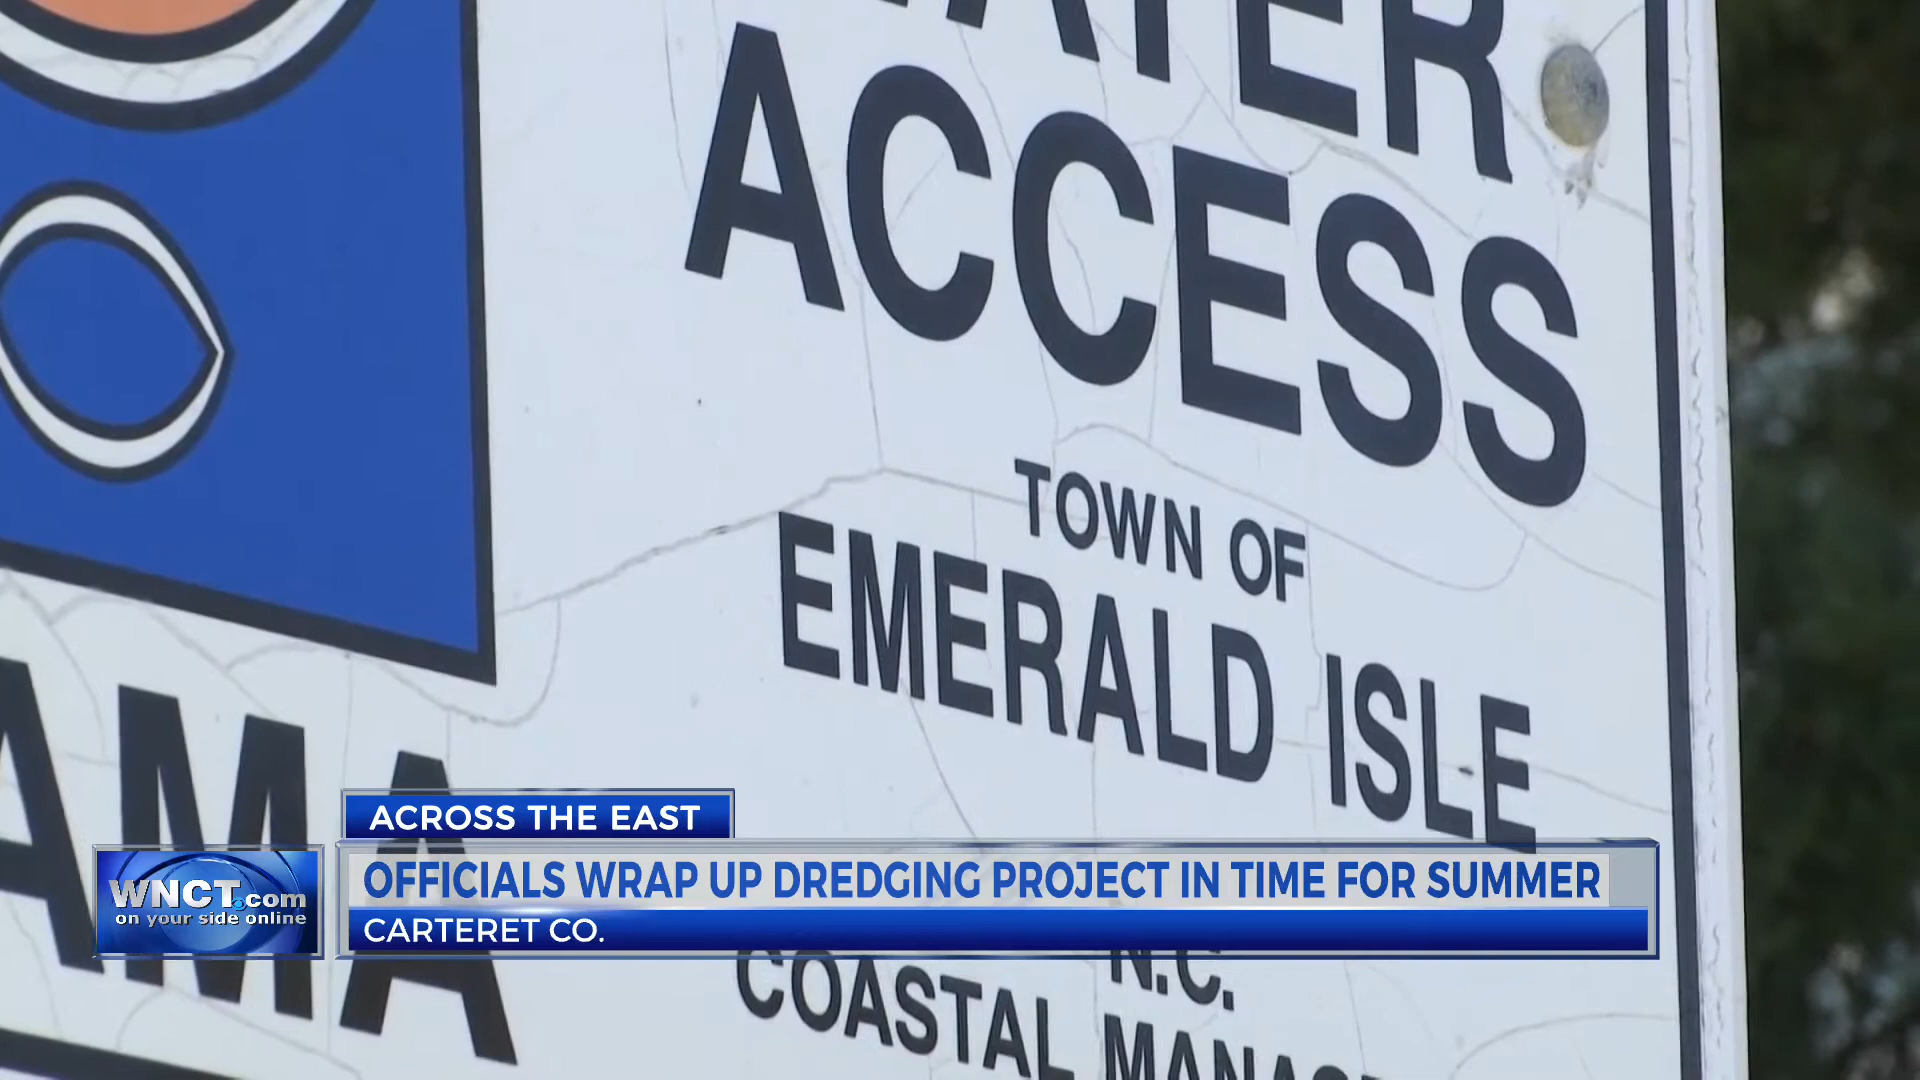 ACCESS
TOWN OF
EMERALD ISLE
AMA
ACROSS THE EAST
OFFICIALS WRAP UP DREDGING PROJECT IN TIME FOR SUMMER
CARTERET CO.
WNCT.com
on your side online
N.C.
COASTAL